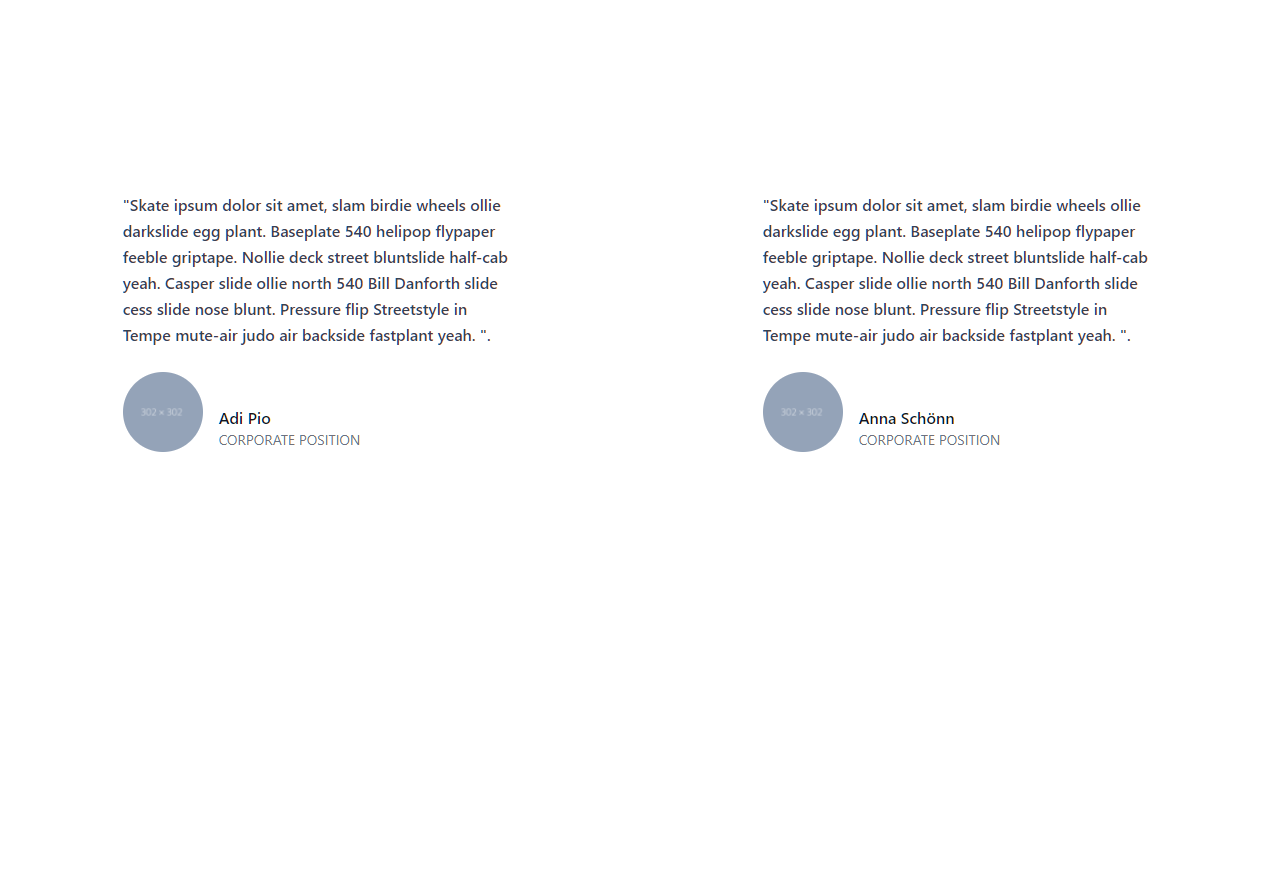 "Skate ipsum dolor sit amet, slam birdie wheels ollie
darkslide egg plant. Baseplate 540 helipop flypaper
feeble griptape. Nollie deck street bluntslide half-cab
yeah. Casper slide ollie north 540 Bill Danforth slide
cess slide nose blunt. Pressure flip Streetstyle in
Tempe mute-air judo air backside fastplant yeah. ".
302 × 302
Adi Pio
CORPORATE POSITION
"Skate ipsum dolor sit amet, slam birdie wheels ollie
darkslide egg plant. Baseplate 540 helipop flypaper
feeble griptape. Nollie deck street bluntslide half-cab
yeah. Casper slide ollie north 540 Bill Danforth slide
cess slide nose blunt. Pressure flip Streetstyle in
Tempe mute-air judo air backside fastplant yeah. ".
302 × 302
Anna Schönn
CORPORATE POSITION